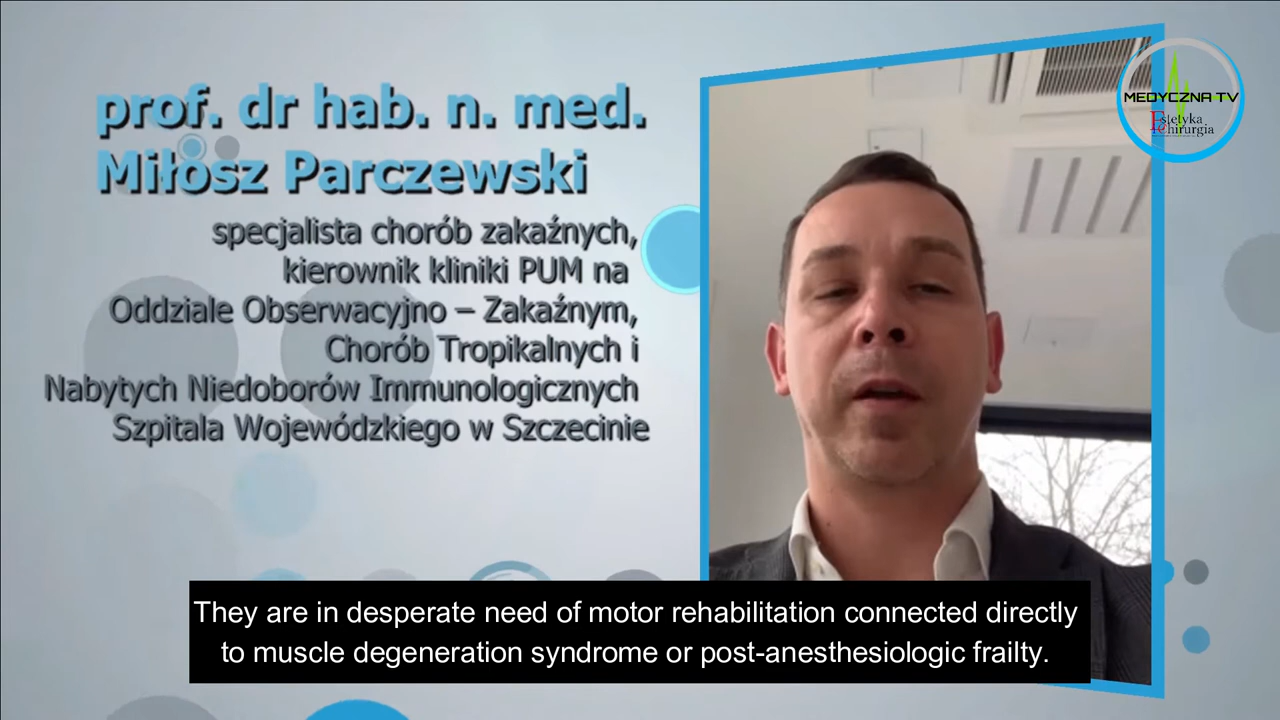 prof. dr hab. n. med.
Miłosz Parczewski
specjalista chorób zakaźnych,
kierownik kliniki PUM na
Oddziale Obserwacyjno – Zakaźnym,
Chorób Tropikalnych i
Nabytych Niedoborów Immunologicznych
Szpitala Wojewódzkiego w Szczecinie
MEDYCZNA TV
Estetyka
Chirurgia
They are in desperate need of motor rehabilitation connected directly
to muscle degeneration syndrome or post-anesthesiologic frailty.